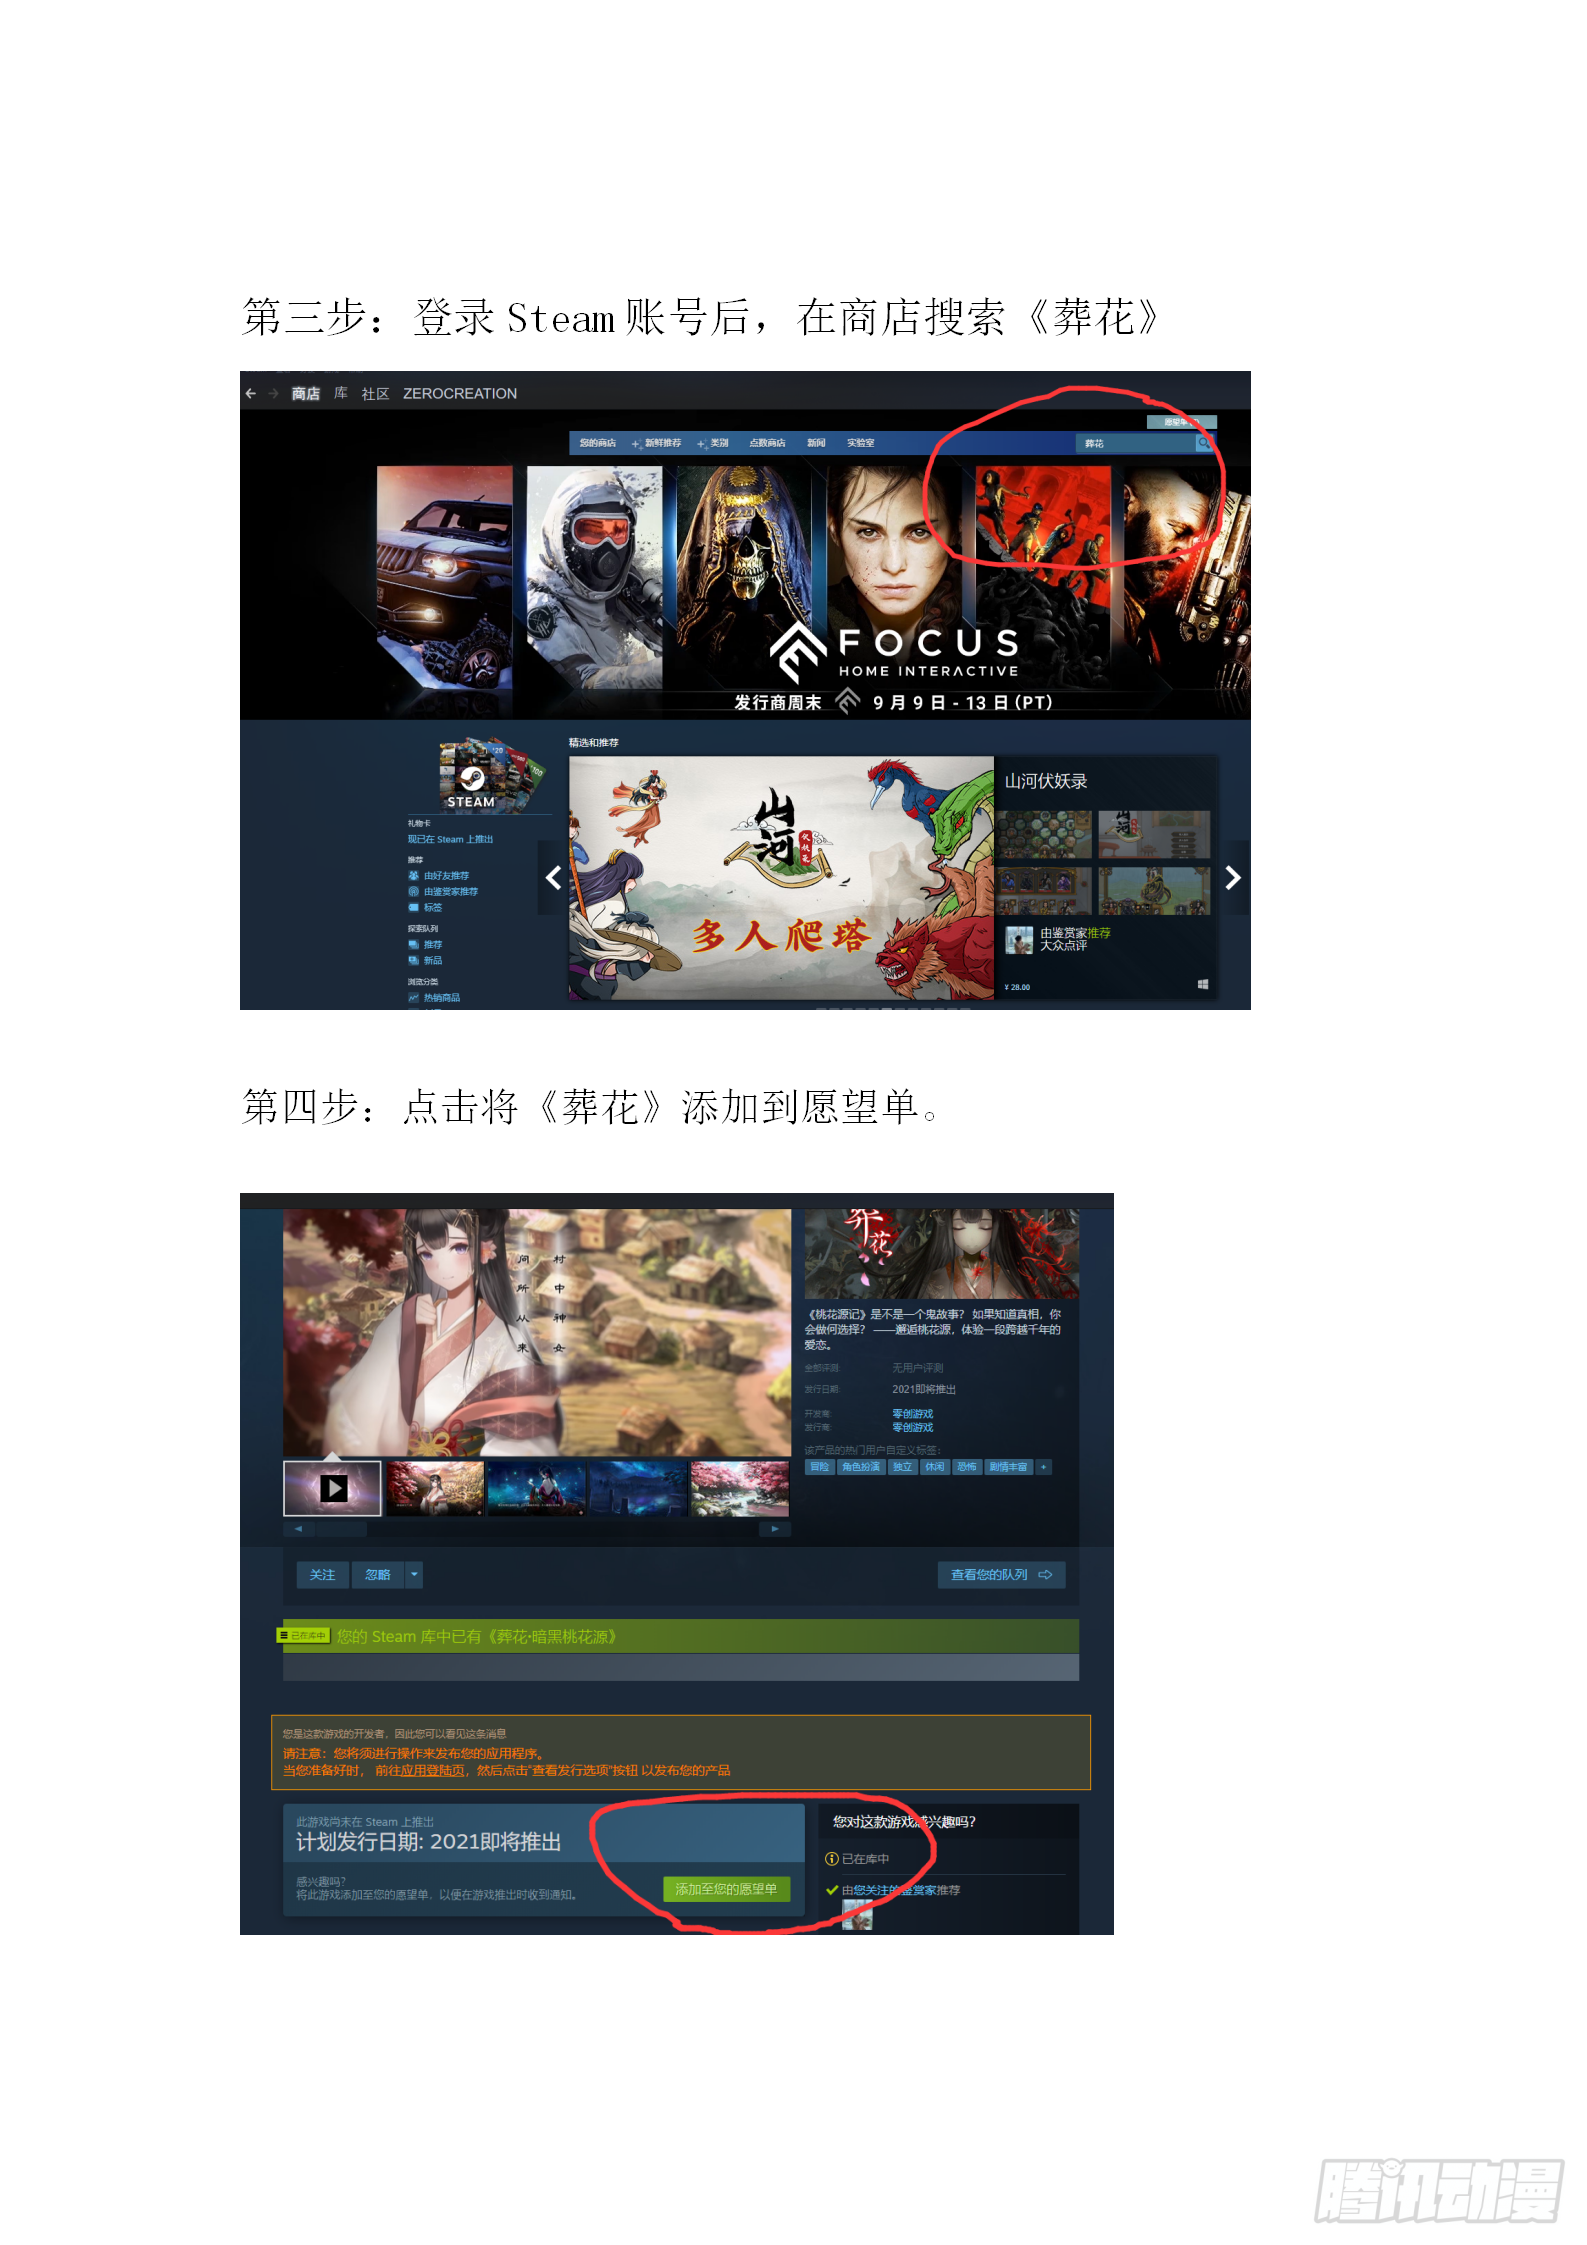 第三步：登录 Steam 账号后，在商店搜索《葬花》
商店 库 社区 ZEROCREATION
您的商店 新鲜推荐 类别 点数商店 新闻 实验室 葬花
FOCUS
HOME INTERACTIVE
发行商周末 9 月 9 日 - 13 日 (PT)
精选和推荐
STEAM
礼物卡
现已在 Steam 上推出
推荐
由好友推荐
由鉴赏家推荐
标签
探索队列
推荐
新品
浏览分类
热销商品
山河
多人爬塔
山河伏妖录
由鉴赏家推荐
大众点评
¥ 28.00
第四步：点击将《葬花》添加到愿望单。
村中神女
问所从来
葬花
《桃花源记》是不是一个鬼故事？ 如果知道真相，你
会做何选择？ ——邂逅桃花源，体验一段跨越千年的
爱恋。
全部评测: 无用户评测
发行日期: 2021即将推出
开发商: 零创游戏
发行商: 零创游戏
该产品的热门用户自定义标签：
冒险 角色扮演 独立 休闲 恐怖 剧情丰富 +
关注 忽略 查看您的队列
已在库中 您的 Steam 库中已有《葬花·暗黑桃花源》
您是这款游戏的开发者，因此您可以看见这条消息
请注意：您将须进行操作来发布您的应用程序。
当您准备好时， 前往应用登陆页，然后点击“查看发行选项”按钮 以发布您的产品
此游戏尚未在 Steam 上推出
计划发行日期: 2021即将推出
感兴趣吗？
将此游戏添加至您的愿望单，以便在游戏推出时收到通知。
添加至您的愿望单
您对这款游戏感兴趣吗？
已在库中
由您关注的鉴赏家推荐
腾讯动漫